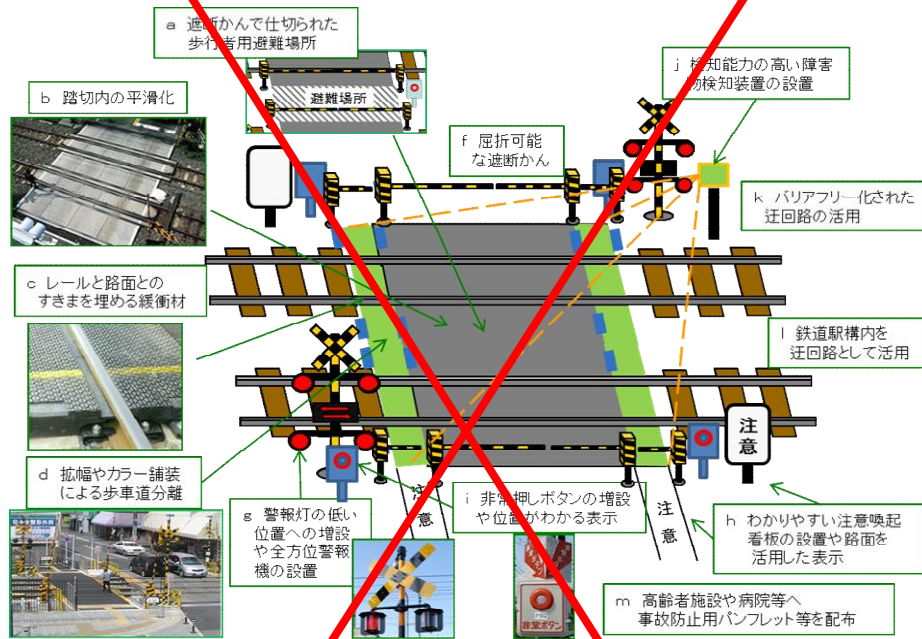 a 遮断かんで仕切られた
歩行者用避難場所
避難場所
b 踏切内の平滑化
c レールと路面との
すきまを埋める緩衝材
d 拡幅やカラー舗装
による歩車道分離
f 屈折可能
な遮断かん
g 警報灯の低い
位置への増設
や全方位警報
機の設置
注意
i 非常押しボタンの増設
や位置がわかる表示
非常ボタン
j 検知能力の高い障害
物検知装置の設置
k バリアフリー化された
迂回路の活用
l 鉄道駅構内を
迂回路として活用
注意
注意
h わかりやすい注意喚起
看板の設置や路面を
活用した表示
m 高齢者施設や病院等へ
事故防止用パンフレット等を配布